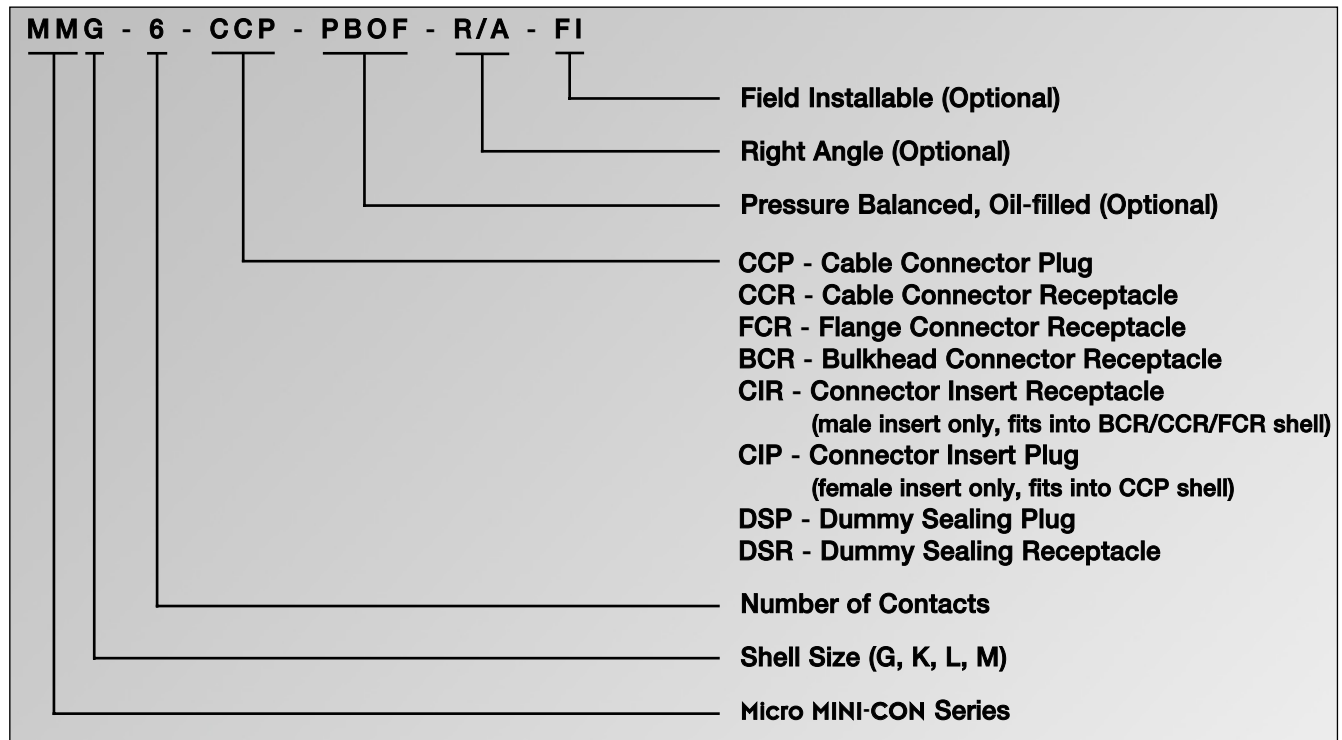 MMG - 6 - CCP - PBOF - R/A - FI
Field Installable (Optional)
Right Angle (Optional)
Pressure Balanced, Oil-filled (Optional)
CCP - Cable Connector Plug
CCR - Cable Connector Receptacle
FCR - Flange Connector Receptacle
BCR - Bulkhead Connector Receptacle
CIR - Connector Insert Receptacle
(male insert only, fits into BCR/CCR/FCR shell)
CIP - Connector Insert Plug
(female insert only, fits into CCP shell)
DSP - Dummy Sealing Plug
DSR - Dummy Sealing Receptacle
Number of Contacts
Shell Size (G, K, L, M)
Micro MINI-CON Series